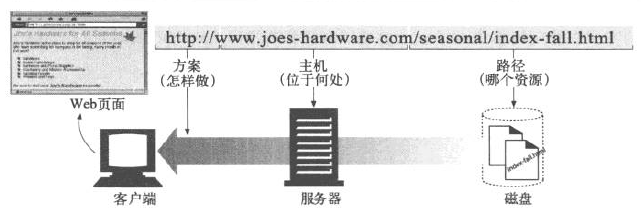 Joe's Hardware for All Seasons
http://www.joes-hardware.com/seasonal/index-fall.html
方案
(怎样做)
主机
(位于何处)
路径
(哪个资源)
Web页面
index-fall.html
客户端
服务器
磁盘